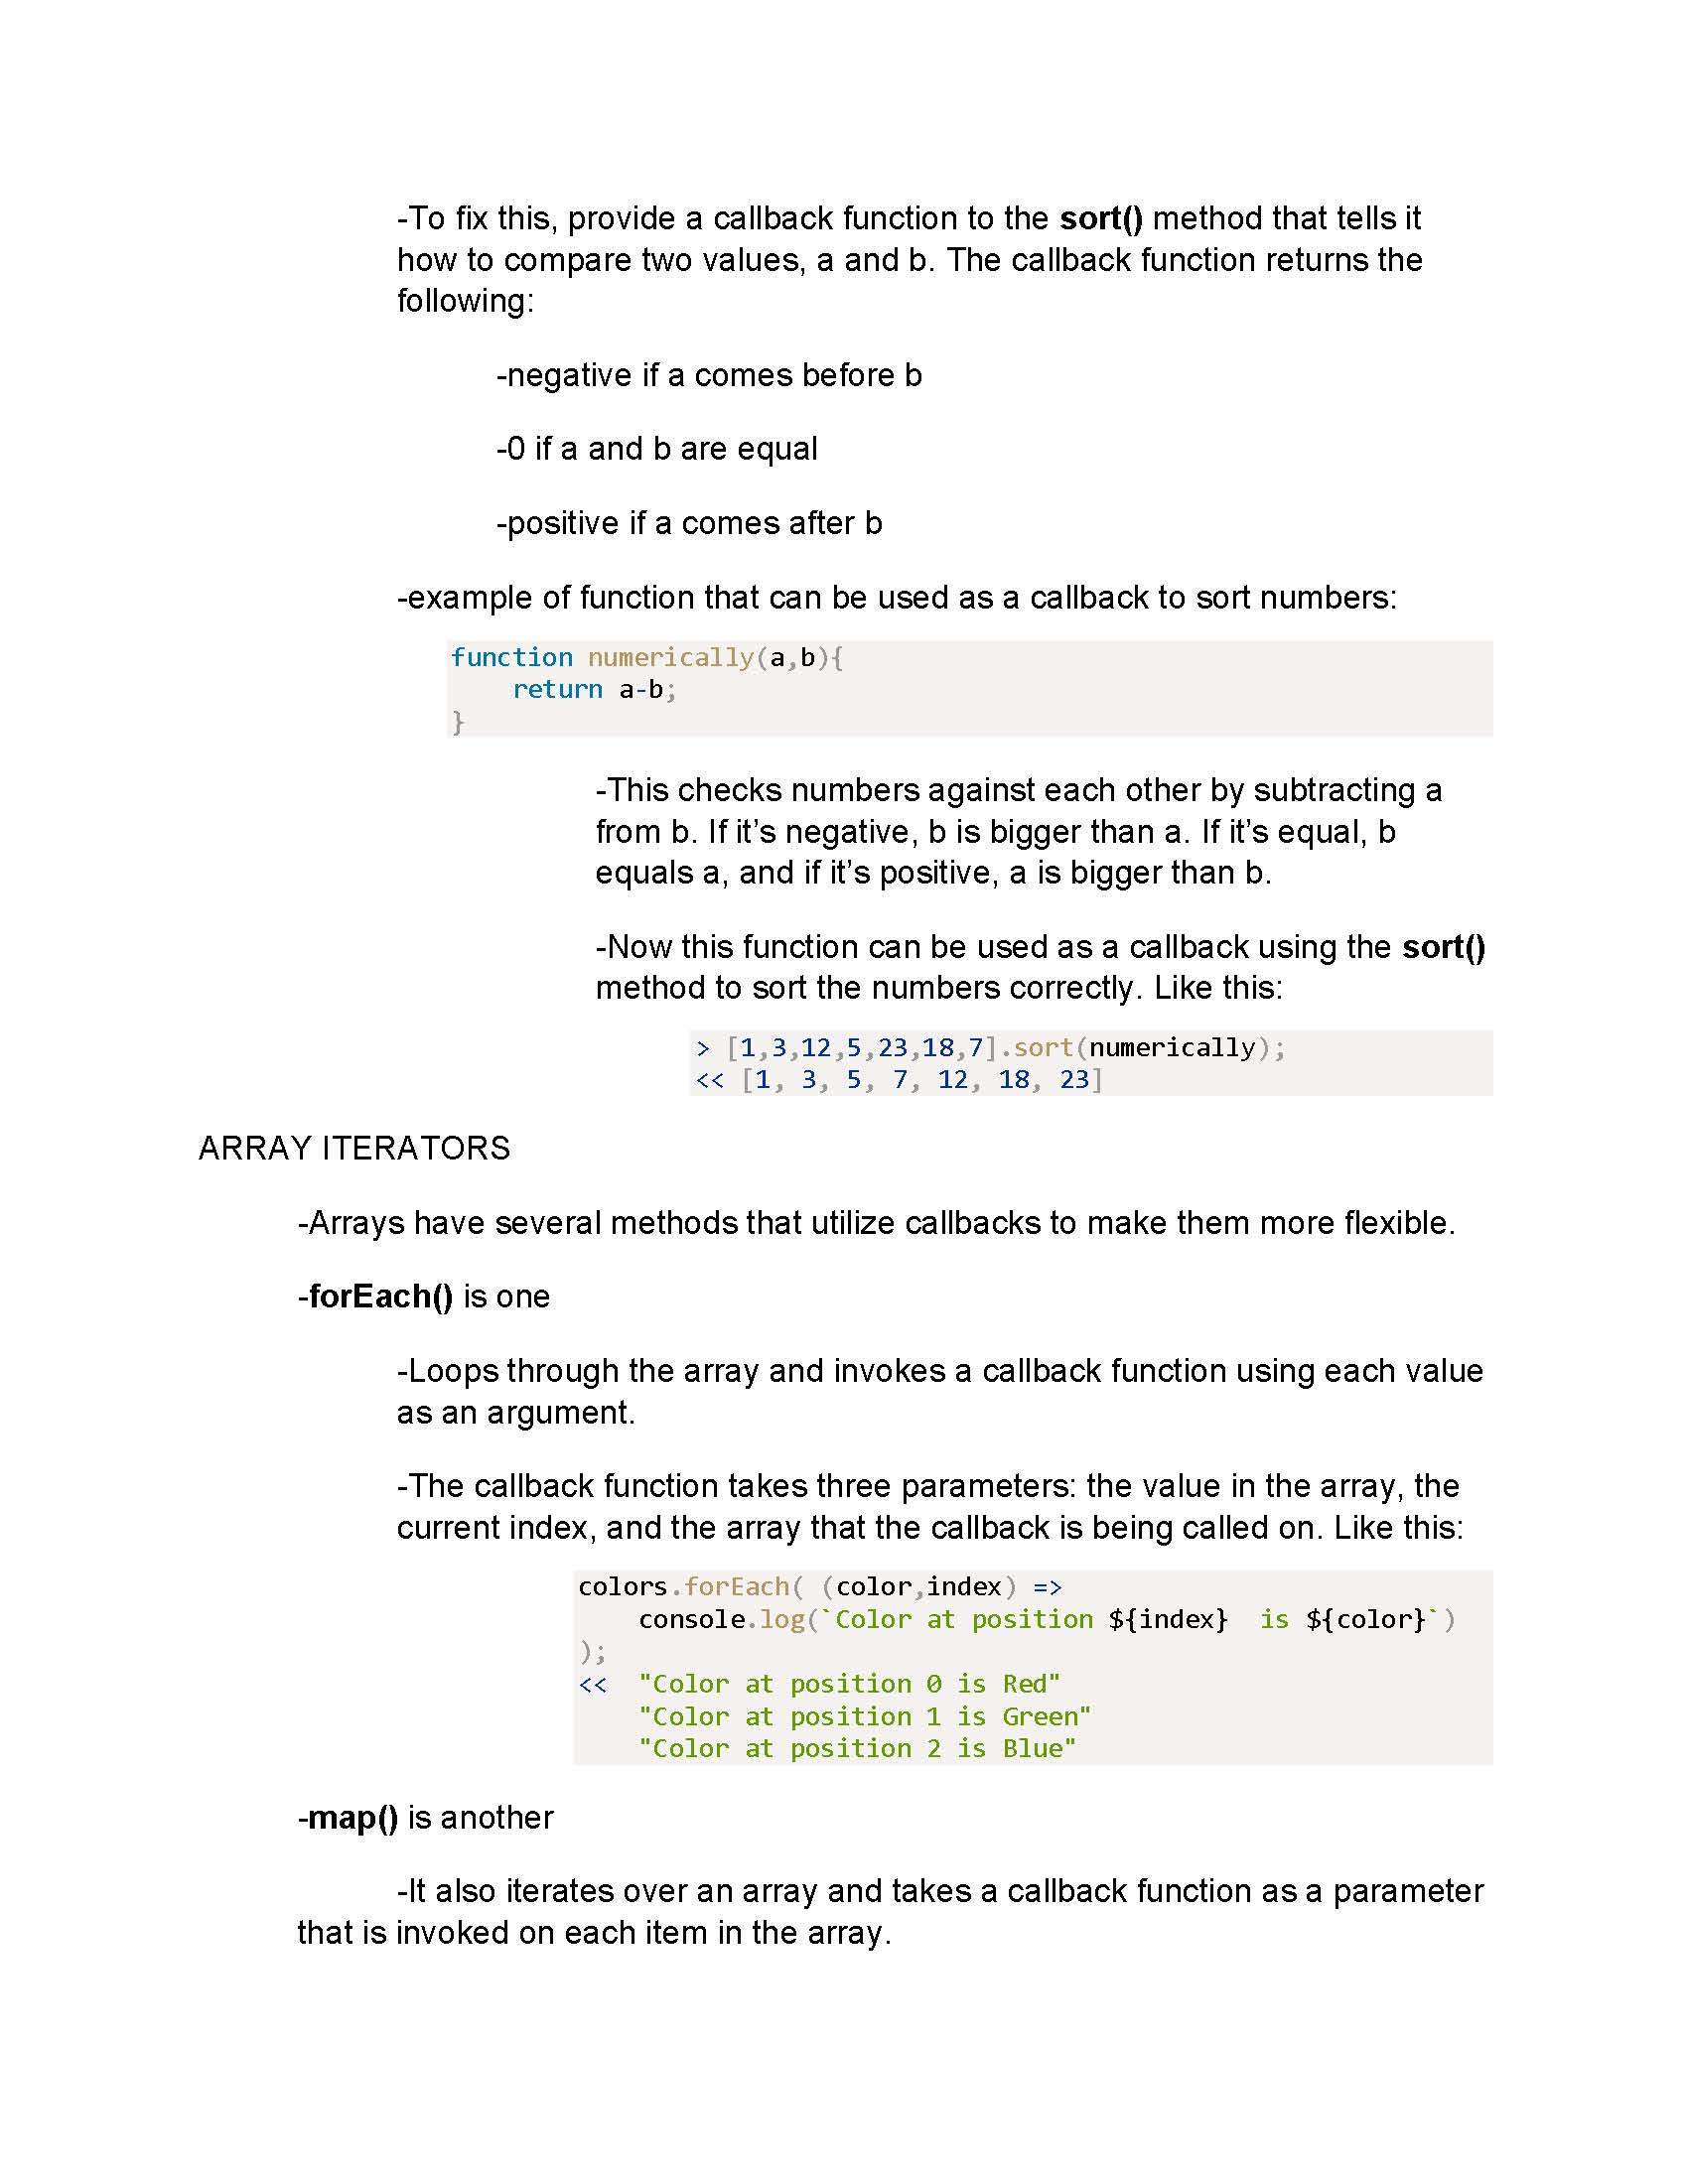 -To fix this, provide a callback function to the sort() method that tells it
how to compare two values, a and b. The callback function returns the
following:
-negative if a comes before b
-0 if a and b are equal
-positive if a comes after b
-example of function that can be used as a callback to sort numbers:
function numerically(a,b){
    return a-b;
}
-This checks numbers against each other by subtracting a
from b. If it’s negative, b is bigger than a. If it’s equal, b
equals a, and if it’s positive, a is bigger than b.
-Now this function can be used as a callback using the sort()
method to sort the numbers correctly. Like this:
> [1,3,12,5,23,18,7].sort(numerically);
<< [1, 3, 5, 7, 12, 18, 23]
ARRAY ITERATORS
-Arrays have several methods that utilize callbacks to make them more flexible.
-forEach() is one
-Loops through the array and invokes a callback function using each value
as an argument.
-The callback function takes three parameters: the value in the array, the
current index, and the array that the callback is being called on. Like this:
colors.forEach( (color,index) =>
    console.log(`Color at position ${index}  is ${color}`)
);
<<  "Color at position 0 is Red"
    "Color at position 1 is Green"
    "Color at position 2 is Blue"
-map() is another
-It also iterates over an array and takes a callback function as a parameter
that is invoked on each item in the array.